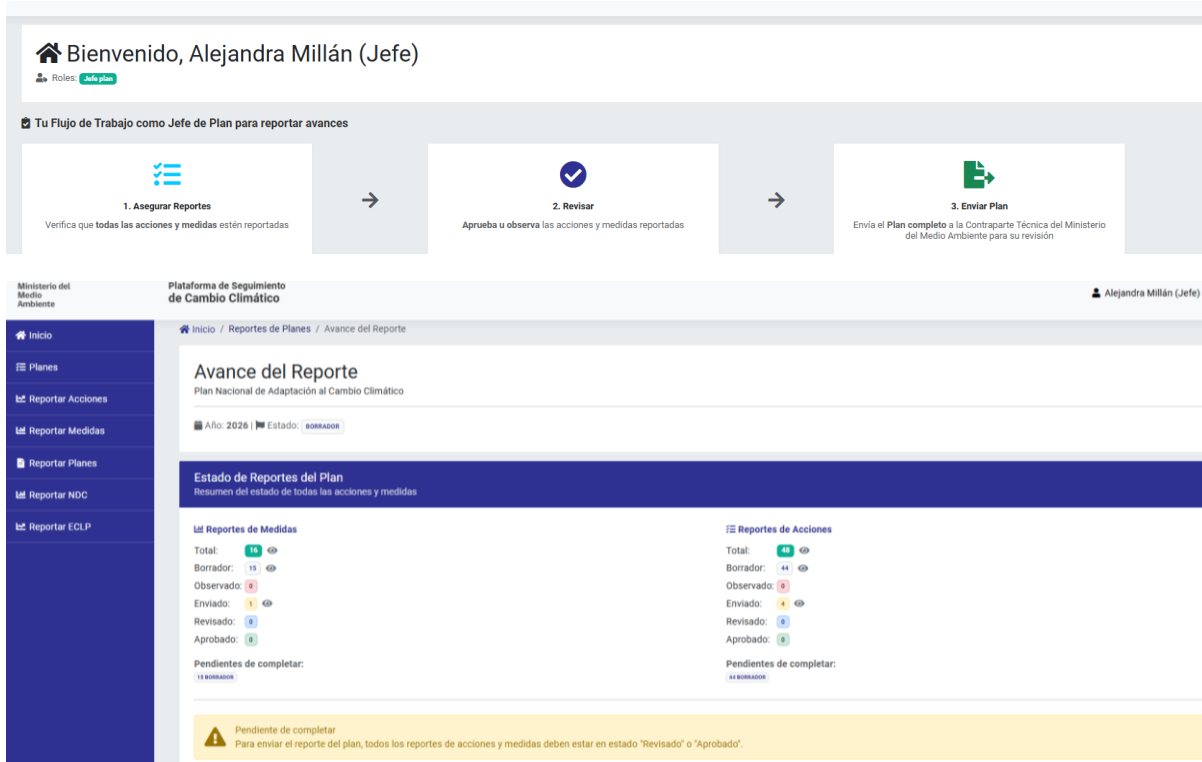 Bienvenido, Alejandra Millán (Jefe)
Roles: Jefe plan
Tu Flujo de Trabajo como Jefe de Plan para reportar avances
1. Asegurar Reportes
Verifica que todas las acciones y medidas estén reportadas
2. Revisar
Aprueba u observa las acciones y medidas reportadas
3. Enviar Plan
Envía el Plan completo a la Contraparte Técnica del Ministerio
del Medio Ambiente para su revisión
Ministerio del
Medio
Ambiente
Plataforma de Seguimiento
de Cambio Climático
Alejandra Millán (Jefe)
Inicio
Planes
Reportar Acciones
Reportar Medidas
Reportar Planes
Reportar NDC
Reportar ECLP
Inicio / Reportes de Planes / Avance del Reporte
Avance del Reporte
Plan Nacional de Adaptación al Cambio Climático
Año: 2026 | Estado: BORRADOR
Estado de Reportes del Plan
Resumen del estado de todas las acciones y medidas
Reportes de Medidas
Total: 16
Borrador: 15
Observado: 0
Enviado: 1
Revisado: 0
Aprobado: 0
Pendientes de completar:
15 BORRADOR
Reportes de Acciones
Total: 48
Borrador: 44
Observado: 0
Enviado: 4
Revisado: 0
Aprobado: 0
Pendientes de completar:
44 BORRADOR
Pendiente de completar
Para enviar el reporte del plan, todos los reportes de acciones y medidas deben estar en estado "Revisado" o "Aprobado".